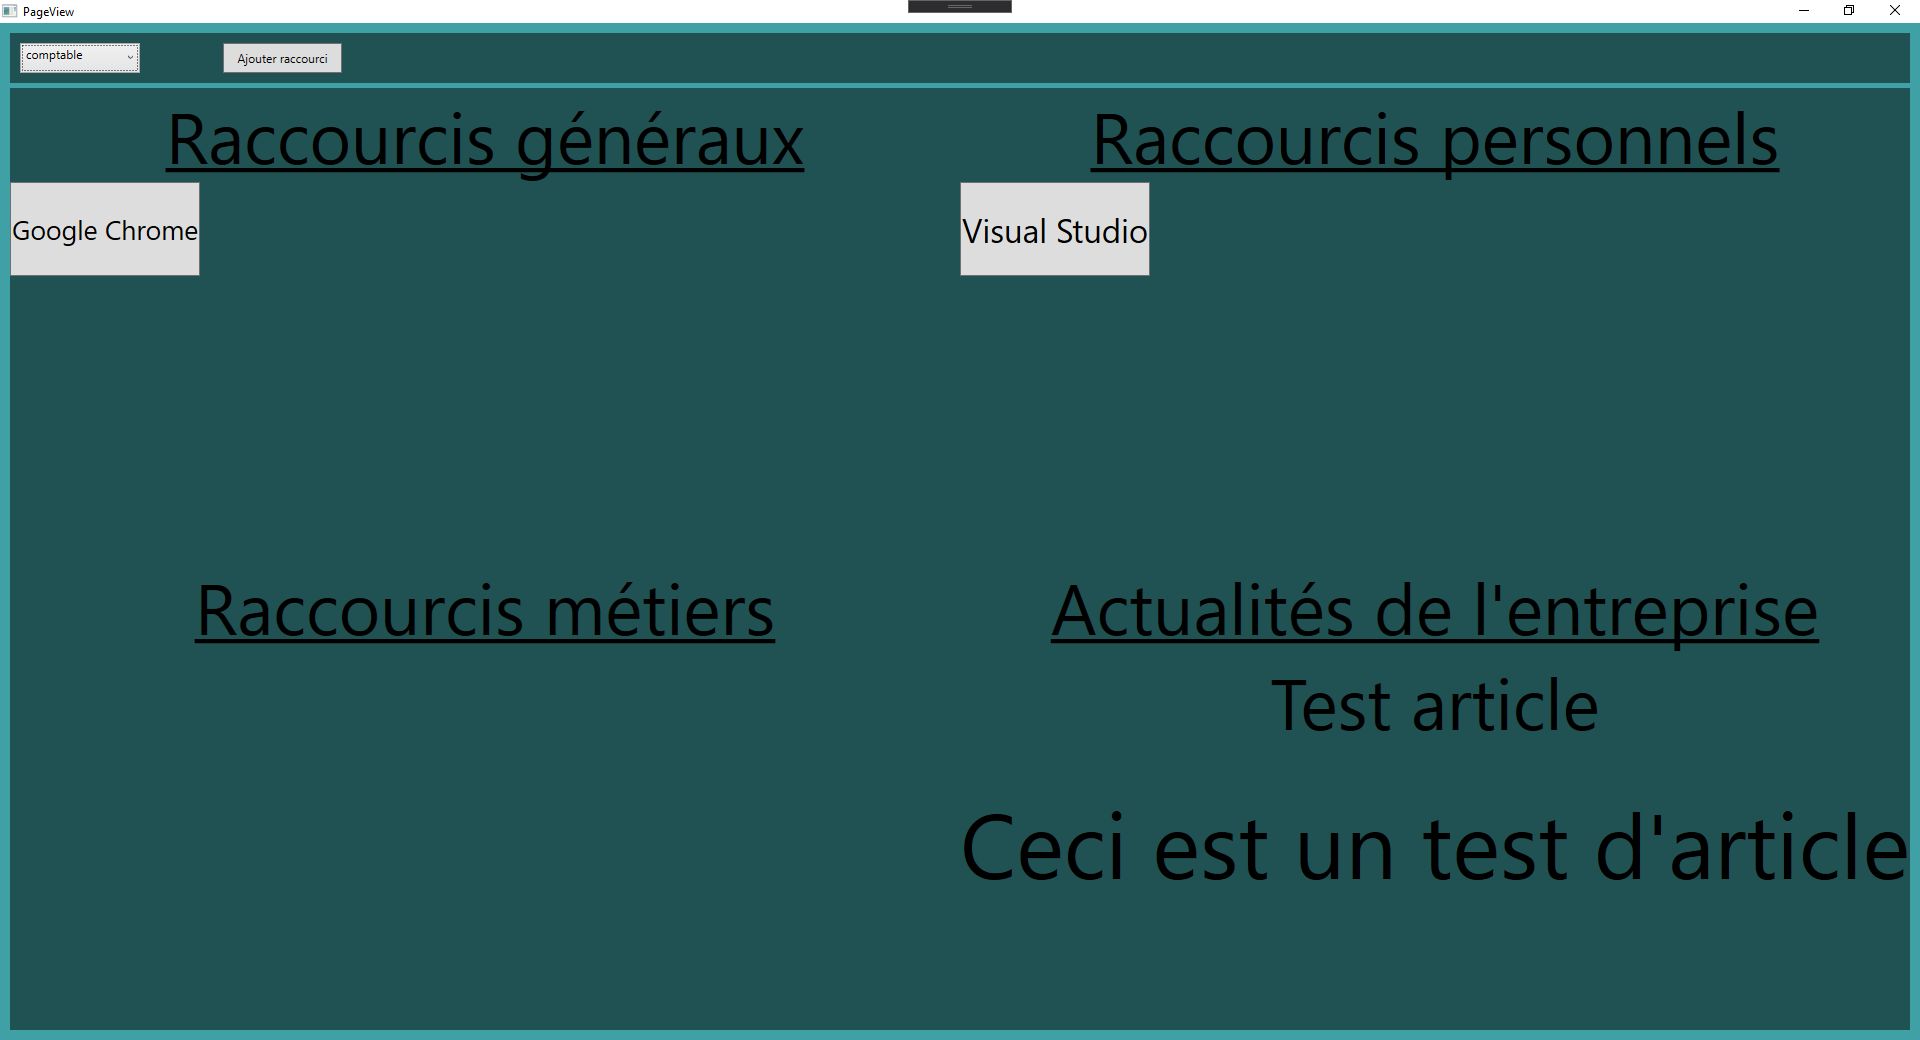 PageView
comptable
Ajouter raccourci
Raccourcis généraux
Raccourcis personnels
Google Chrome
Visual Studio
Raccourcis métiers
Actualités de l'entreprise
Test article
Ceci est un test d'article